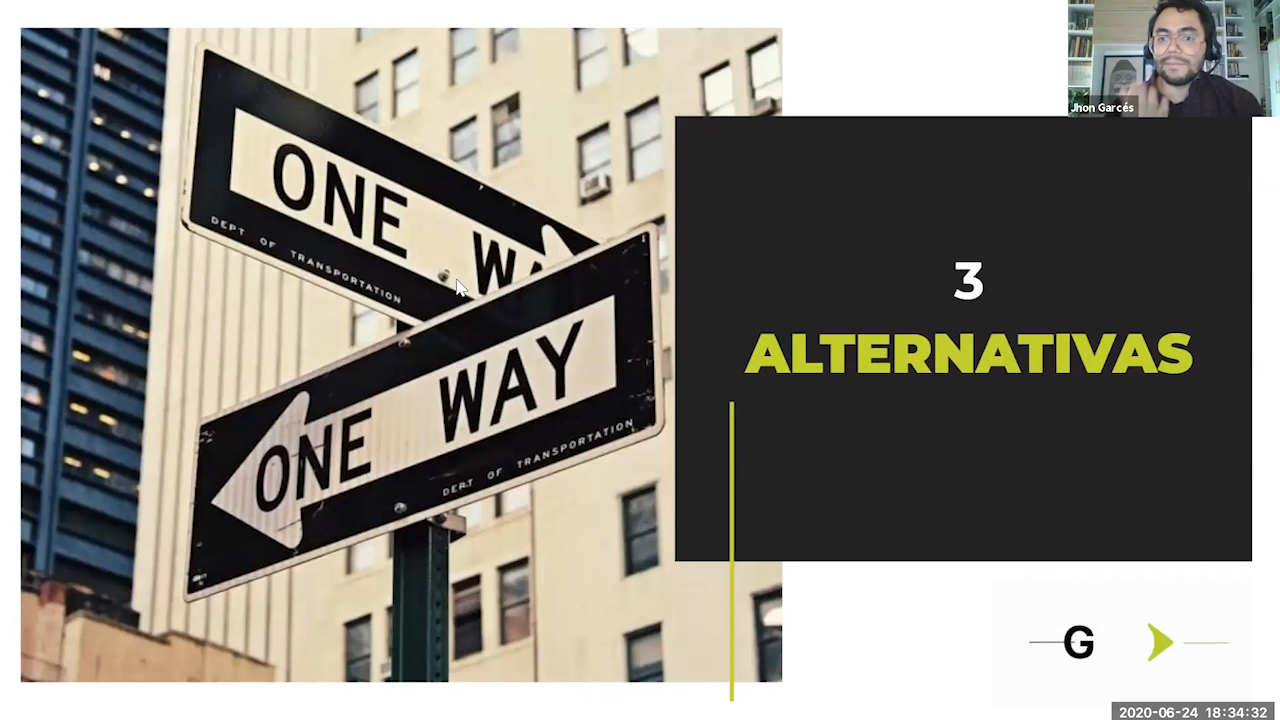 Jhon Garcés
ONE WA
DEPT OF TRANSPORTATION
ONE WAY
DEPT OF TRANSPORTATION
3
ALTERNATIVAS
G
2020-06-24 18:34:32